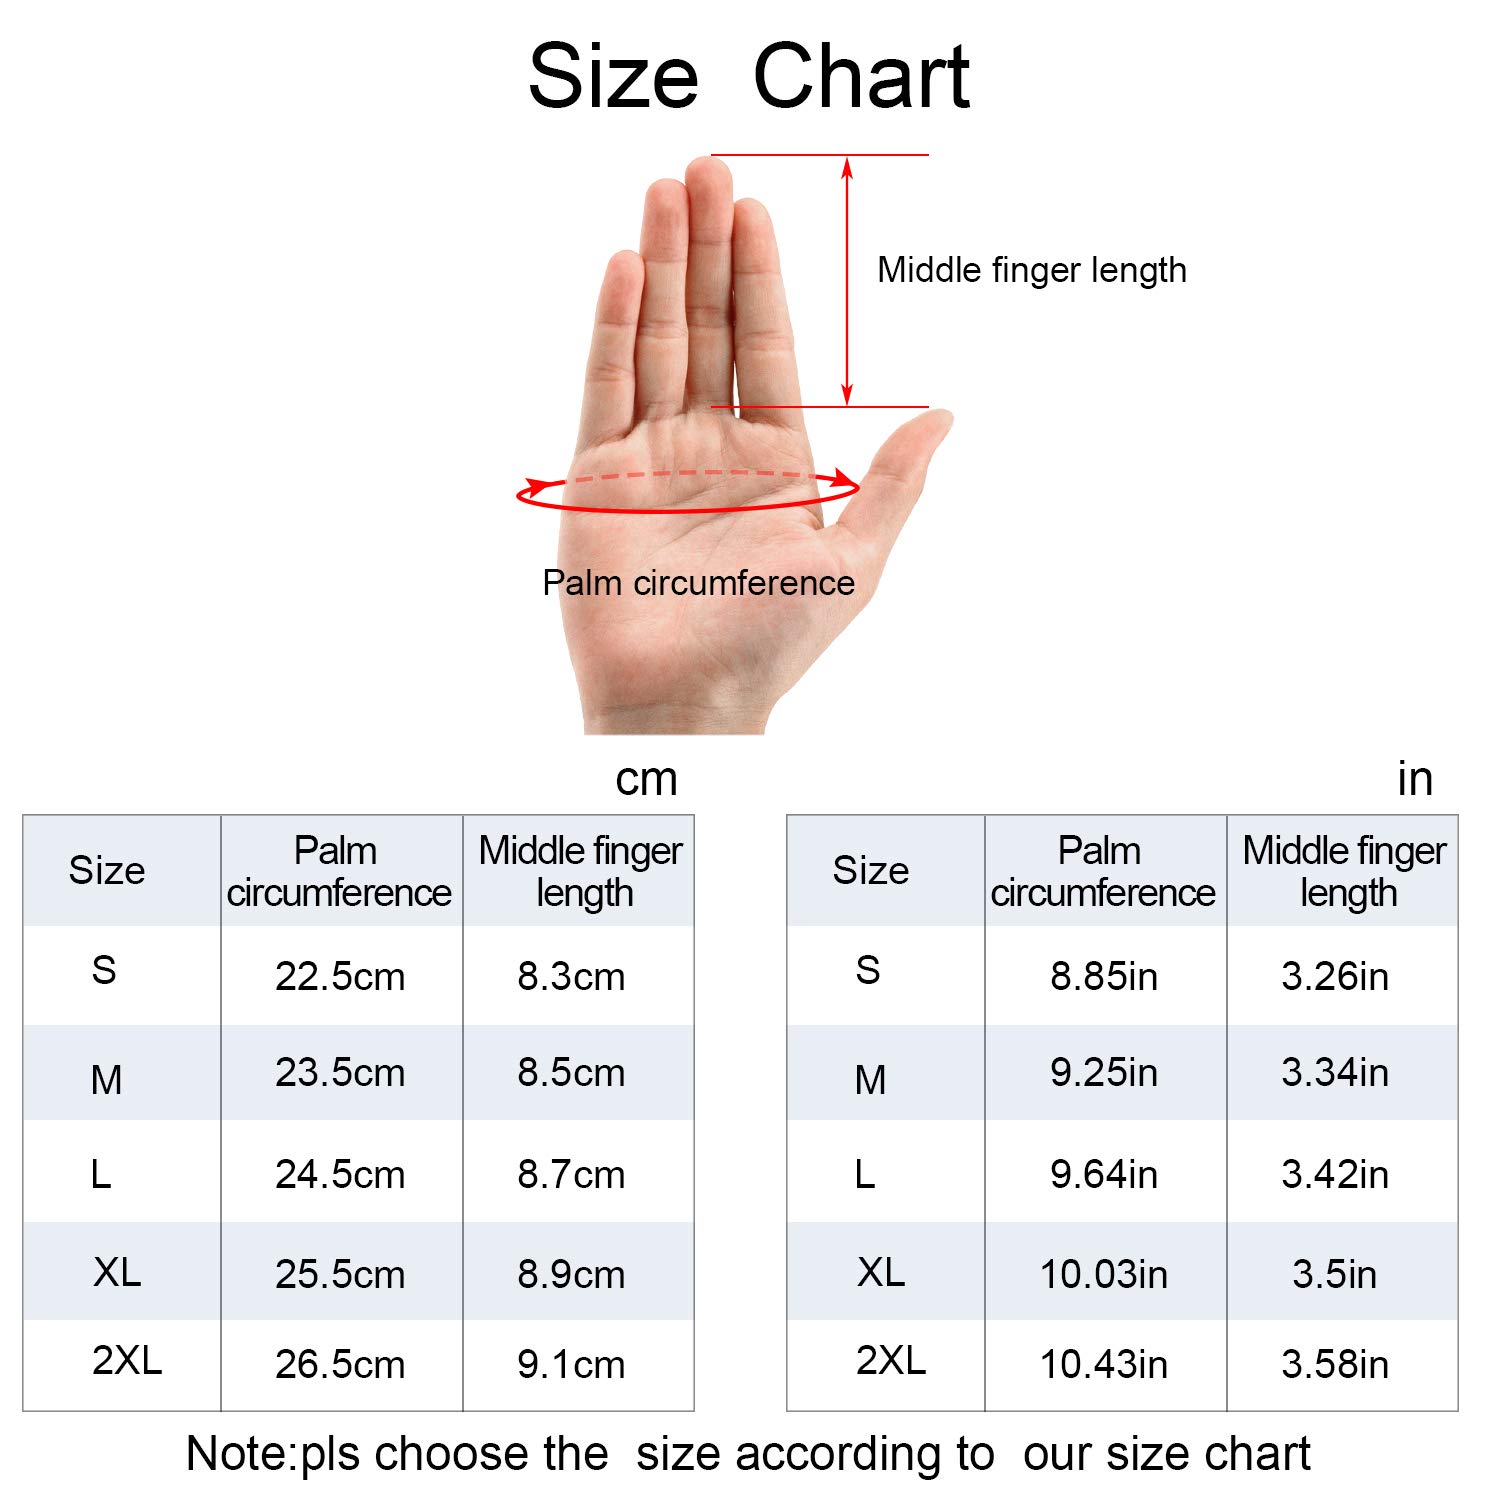 Size Chart
Middle finger length
Palm circumference
cm
Size Palm circumference Middle finger length
S 22.5cm 8.3cm
M 23.5cm 8.5cm
L 24.5cm 8.7cm
XL 25.5cm 8.9cm
2XL 26.5cm 9.1cm
in
Size Palm circumference Middle finger length
S 8.85in 3.26in
M 9.25in 3.34in
L 9.64in 3.42in
XL 10.03in 3.5in
2XL 10.43in 3.58in
Note:pls choose the size according to our size chart